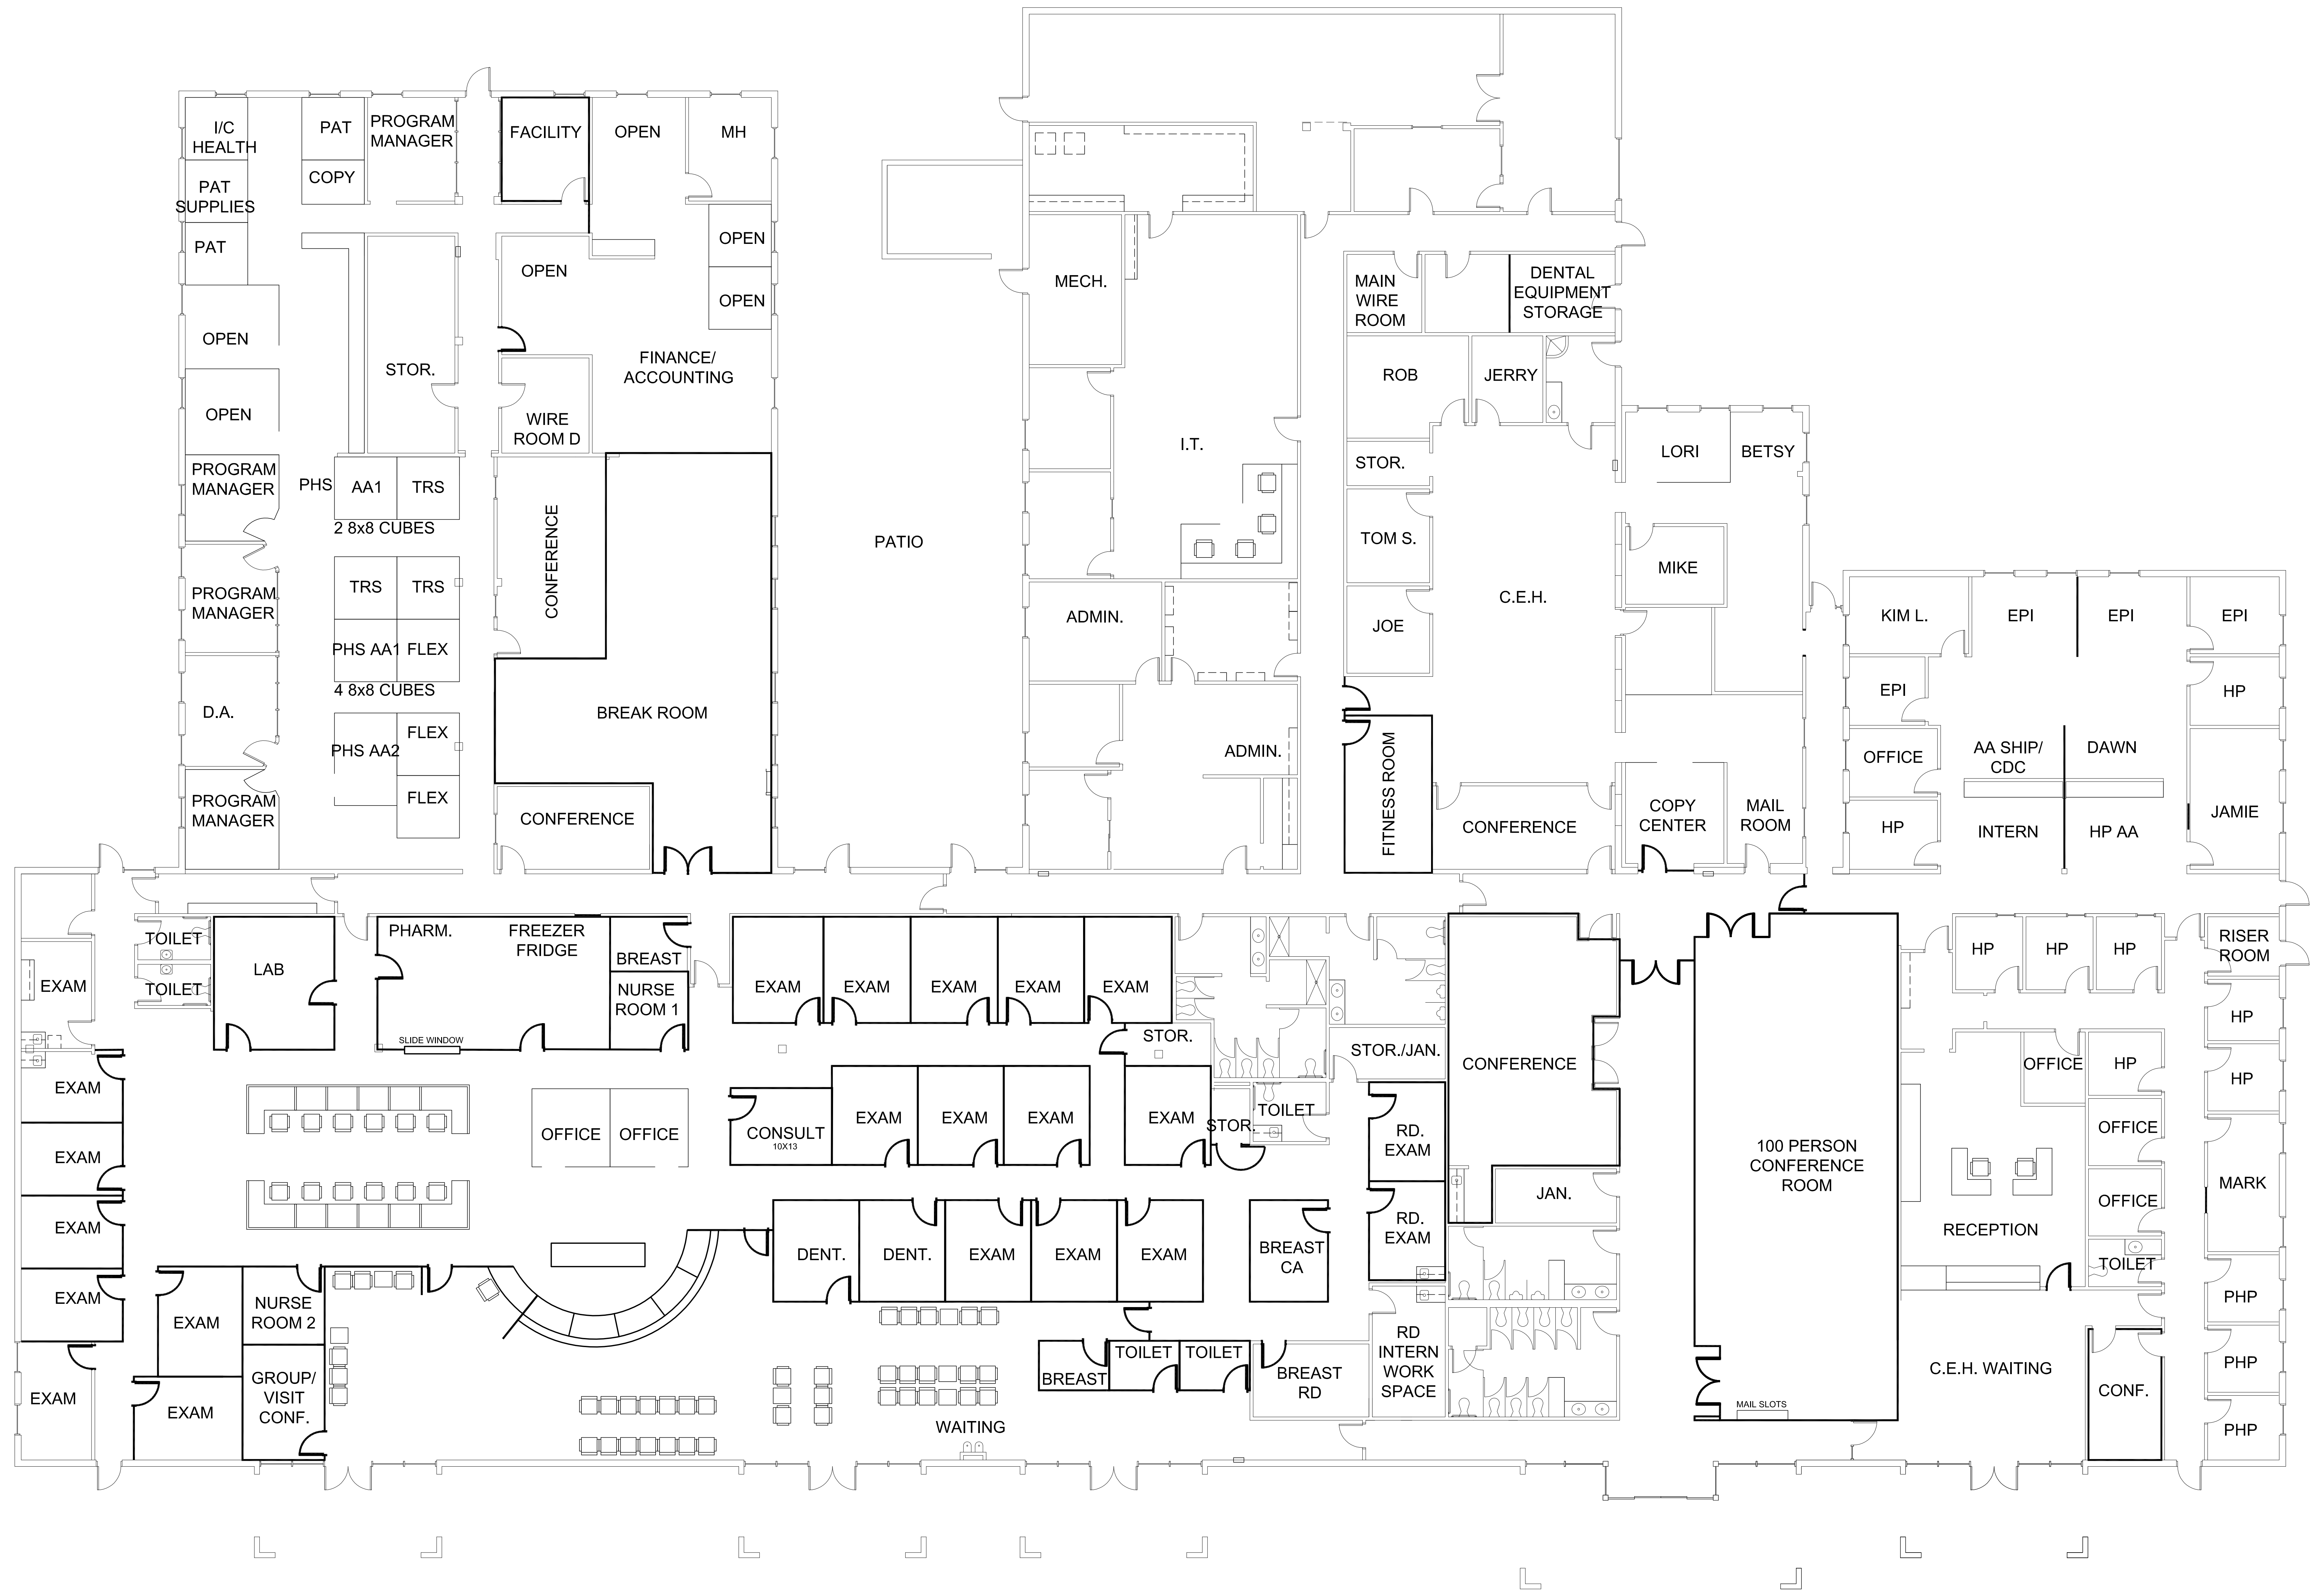 I/C
HEALTH
PAT
PROGRAM
MANAGER
FACILITY
OPEN
MH
PAT
SUPPLIES
COPY
PAT
OPEN
OPEN
OPEN
OPEN
OPEN
STOR.
WIRE
ROOM D
FINANCE/
ACCOUNTING
PROGRAM
MANAGER
PHS
AA1
TRS
2 8x8 CUBES
PROGRAM
MANAGER
TRS
TRS
PHS AA1
FLEX
4 8x8 CUBES
D.A.
PHS AA2
FLEX
FLEX
PROGRAM
MANAGER
CONFERENCE
BREAK ROOM
CONFERENCE
PATIO
MECH.
I.T.
ADMIN.
ADMIN.
MAIN
WIRE
ROOM
DENTAL
EQUIPMENT
STORAGE
ROB
JERRY
STOR.
TOM S.
JOE
C.E.H.
FITNESS ROOM
CONFERENCE
LORI
BETSY
MIKE
COPY
CENTER
MAIL
ROOM
KIM L.
EPI
EPI
EPI
EPI
HP
OFFICE
AA SHIP/
CDC
DAWN
HP
INTERN
HP AA
JAMIE
EXAM
TOILET
TOILET
LAB
PHARM.
FREEZER
FRIDGE
BREAST
NURSE
ROOM 1
SLIDE WINDOW
EXAM
EXAM
EXAM
EXAM
EXAM
STOR.
EXAM
EXAM
EXAM
EXAM
EXAM
OFFICE
OFFICE
CONSULT
10X13
EXAM
EXAM
EXAM
EXAM
STOR.
TOILET
STOR./JAN.
RD.
EXAM
RD.
EXAM
CONFERENCE
JAN.
DENT.
DENT.
EXAM
EXAM
EXAM
BREAST
CA
EXAM
NURSE
ROOM 2
GROUP/
VISIT
CONF.
EXAM
BREAST
TOILET
TOILET
BREAST
RD
RD
INTERN
WORK
SPACE
WAITING
100 PERSON
CONFERENCE
ROOM
MAIL SLOTS
HP
HP
HP
RISER
ROOM
HP
OFFICE
HP
HP
OFFICE
OFFICE
MARK
RECEPTION
TOILET
PHP
C.E.H. WAITING
CONF.
PHP
PHP